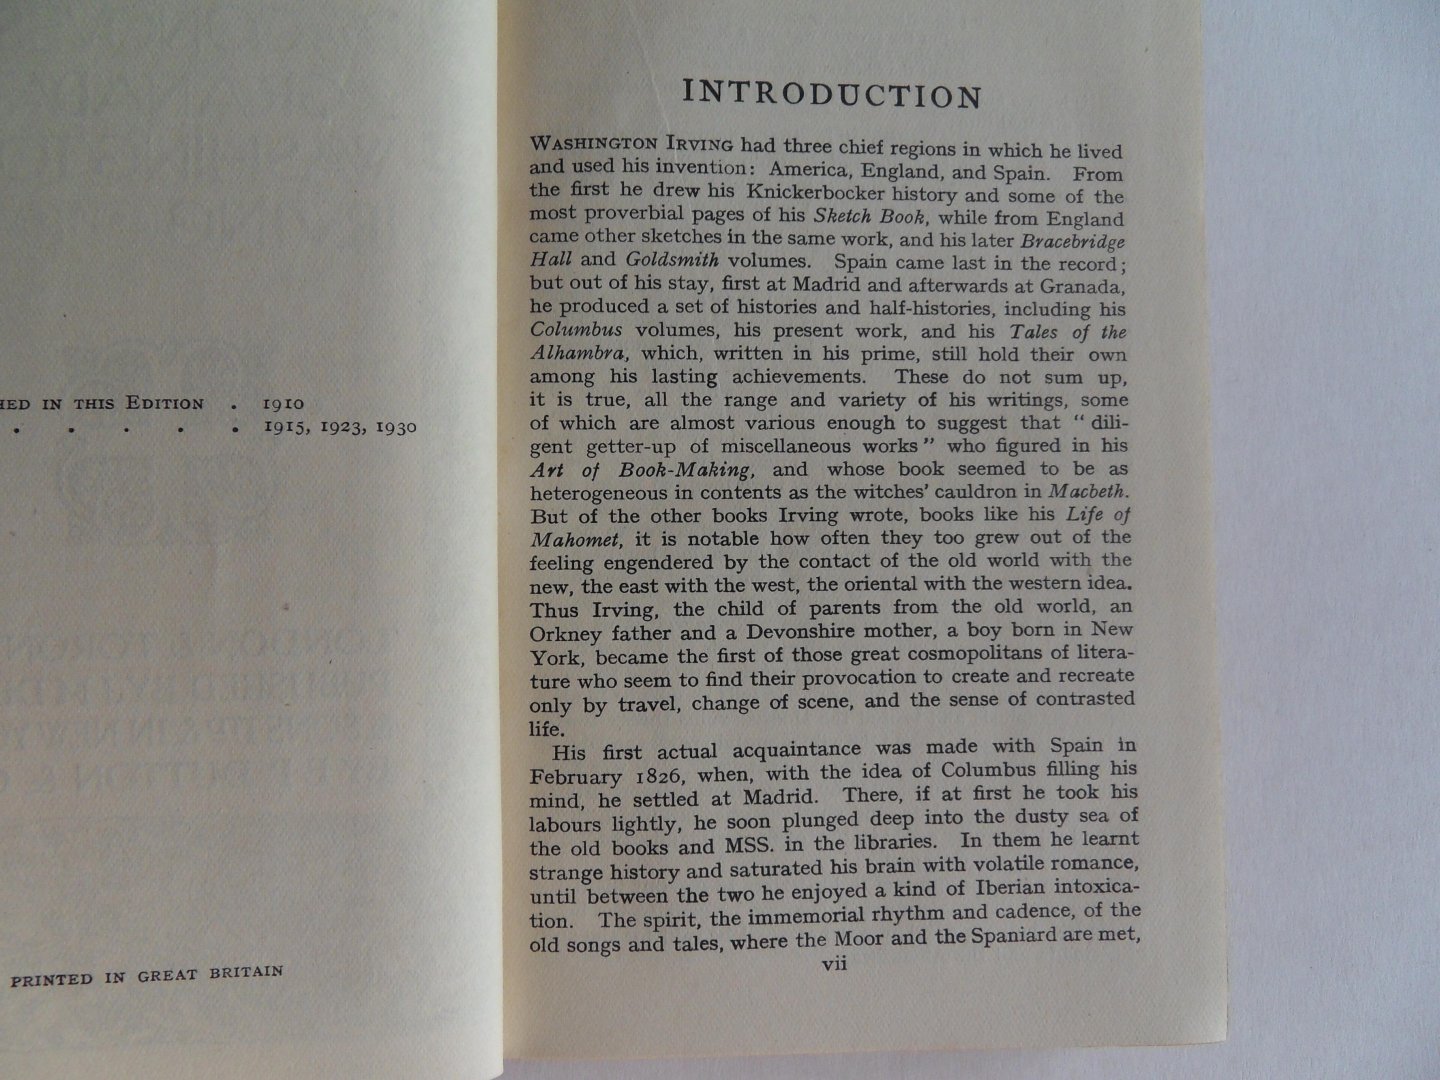 HED IN THIS EDITION . 1910
. . . . . 1915, 1923, 1930
PRINTED IN GREAT BRITAIN
INTRODUCTION
WASHINGTON IRVING had three chief regions in which he lived
and used his invention: America, England, and Spain. From
the first he drew his Knickerbocker history and some of the
most proverbial pages of his Sketch Book, while from England
came other sketches in the same work, and his later Bracebridge
Hall and Goldsmith volumes. Spain came last in the record;
but out of his stay, first at Madrid and afterwards at Granada,
he produced a set of histories and half-histories, including his
Columbus volumes, his present work, and his Tales of the
Alhambra, which, written in his prime, still hold their own
among his lasting achievements. These do not sum up,
it is true, all the range and variety of his writings, some
of which are almost various enough to suggest that “ dili-
gent getter-up of miscellaneous works ” who figured in his
Art of Book-Making, and whose book seemed to be as
heterogeneous in contents as the witches’ cauldron in Macbeth.
But of the other books Irving wrote, books like his Life of
Mahomet, it is notable how often they too grew out of the
feeling engendered by the contact of the old world with the
new, the east with the west, the oriental with the western idea.
Thus Irving, the child of parents from the old world, an
Orkney father and a Devonshire mother, a boy born in New
York, became the first of those great cosmopolitans of litera-
ture who seem to find their provocation to create and recreate
only by travel, change of scene, and the sense of contrasted
life.
His first actual acquaintance was made with Spain in
February 1826, when, with the idea of Columbus filling his
mind, he settled at Madrid. There, if at first he took his
labours lightly, he soon plunged deep into the dusty sea of
the old books and MSS. in the libraries. In them he learnt
strange history and saturated his brain with volatile romance,
until between the two he enjoyed a kind of Iberian intoxica-
tion. The spirit, the immemorial rhythm and cadence, of the
old songs and tales, where the Moor and the Spaniard are met,
vii